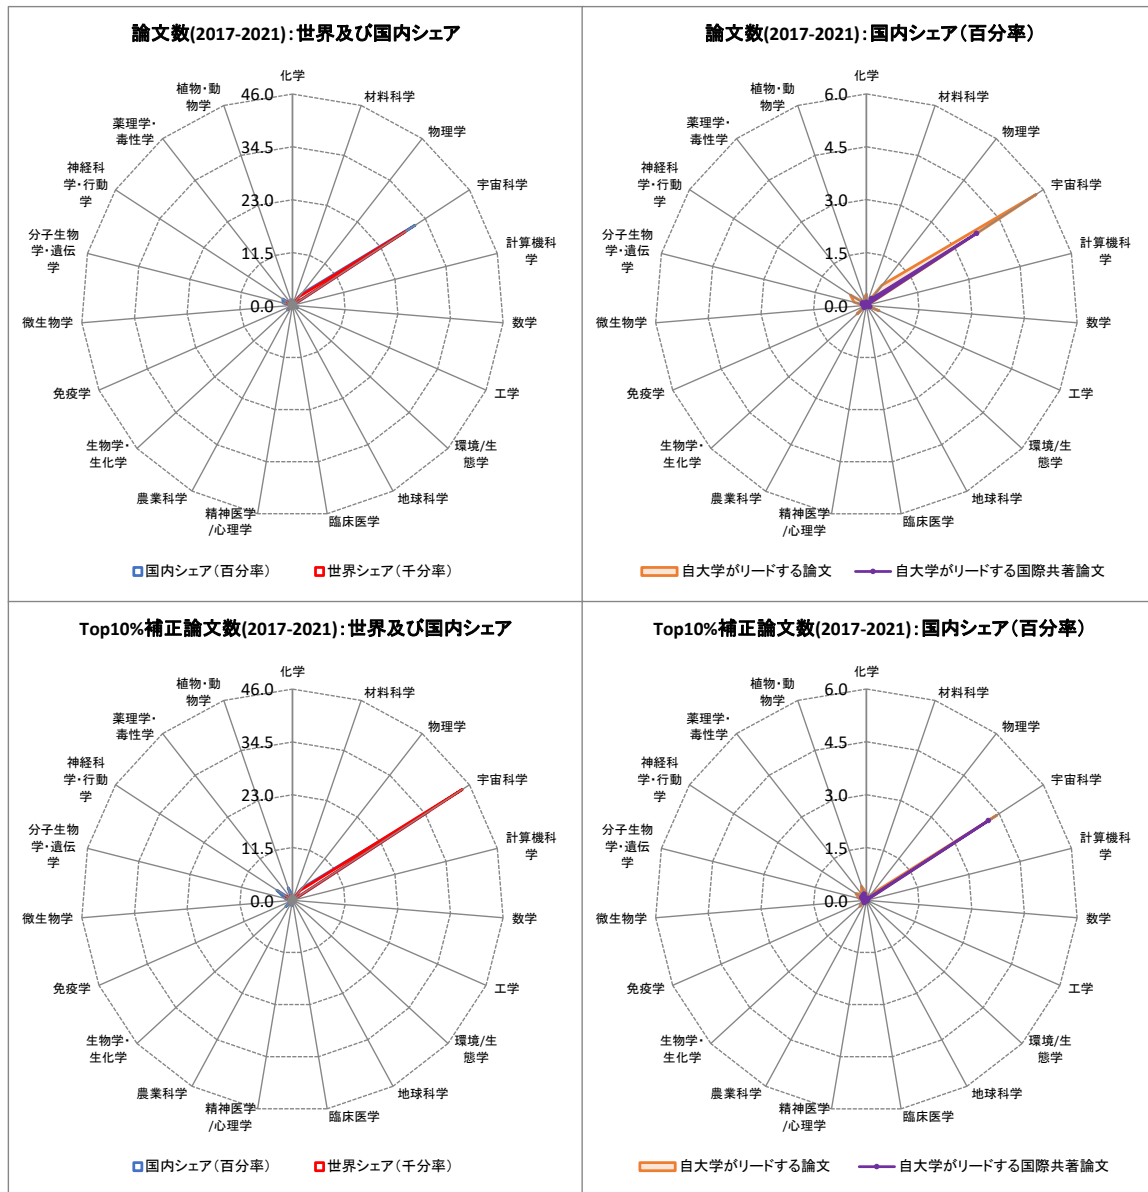 論文数(2017-2021):世界及び国内シェア
化学
材料科学
物理学
宇宙科学
計算機科
学
数学
工学
環境/生
態学
地球科学
臨床医学
精神医学
/心理学
農業科学
生物学・
生化学
免疫学
微生物学
分子生物
学・遺伝
学
神経科
学・行動
学
薬理学・
毒性学
植物・動
物学
46.0
34.5
23.0
11.5
0.0
国内シェア(百分率)
世界シェア(千分率)
論文数(2017-2021):国内シェア(百分率)
化学
材料科学
物理学
宇宙科学
計算機科
学
数学
工学
環境/生
態学
地球科学
臨床医学
精神医学
/心理学
農業科学
生物学・
生化学
免疫学
微生物学
分子生物
学・遺伝
学
神経科
学・行動
学
薬理学・
毒性学
植物・動
物学
6.0
4.5
3.0
1.5
0.0
自大学がリードする論文
自大学がリードする国際共著論文
Top10%補正論文数(2017-2021):世界及び国内シェア
化学
材料科学
物理学
宇宙科学
計算機科
学
数学
工学
環境/生
態学
地球科学
臨床医学
精神医学
/心理学
農業科学
生物学・
生化学
免疫学
微生物学
分子生物
学・遺伝
学
神経科
学・行動
学
薬理学・
毒性学
植物・動
物学
46.0
34.5
23.0
11.5
0.0
国内シェア(百分率)
世界シェア(千分率)
Top10%補正論文数(2017-2021):国内シェア(百分率)
化学
材料科学
物理学
宇宙科学
計算機科
学
数学
工学
環境/生
態学
地球科学
臨床医学
精神医学
/心理学
農業科学
生物学・
生化学
免疫学
微生物学
分子生物
学・遺伝
学
神経科
学・行動
学
薬理学・
毒性学
植物・動
物学
6.0
4.5
3.0
1.5
0.0
自大学がリードする論文
自大学がリードする国際共著論文